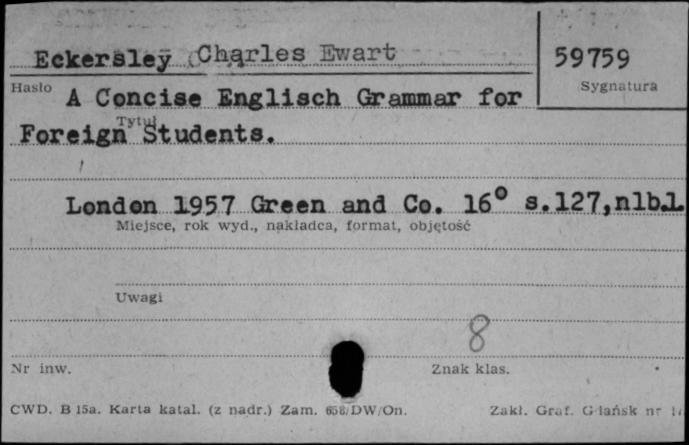 Eckersley Charles Ewart
59759
Hasło
Sygnatura
A Concise Englisch Grammar for
Tytuł
Foreign Students.
London 1957 Green and Co. 16° s.127,nlb.1.
Miejsce, rok wyd., nakładca, format, objętość
Uwagi
8
Nr inw.
Znak klas.
CWD. B 15a. Karta katal. (z nadr.) Zam. 658/DW/On.
Zakł. Graf. Gdańsk nr